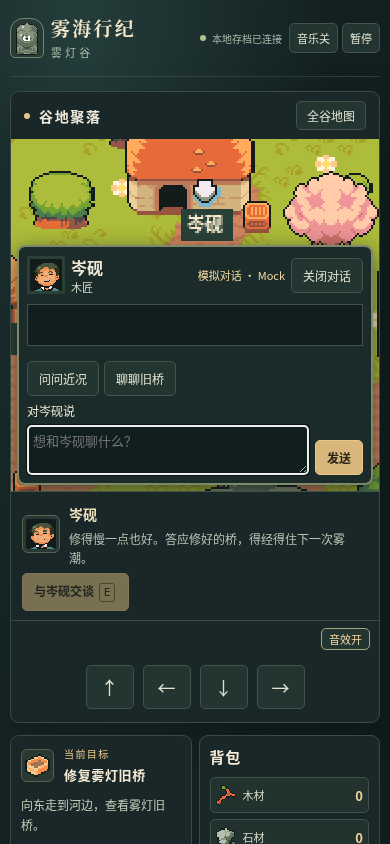 雾海行纪
雾灯谷
本地存档已连接
音乐关
暂停
谷地聚落
全谷地图
岑砚
岑砚
木匠
模拟对话 · Mock
关闭对话
问问近况
聊聊旧桥
对岑砚说
想和岑砚聊什么？
发送
岑砚
修得慢一点也好。答应修好的桥，得经得住下一次雾
潮。
与岑砚交谈 E
音效开
↑ ← ↓ →
当前目标
修复雾灯旧桥
向东走到河边，查看雾灯旧
桥。
背包
木材 0
石材 0